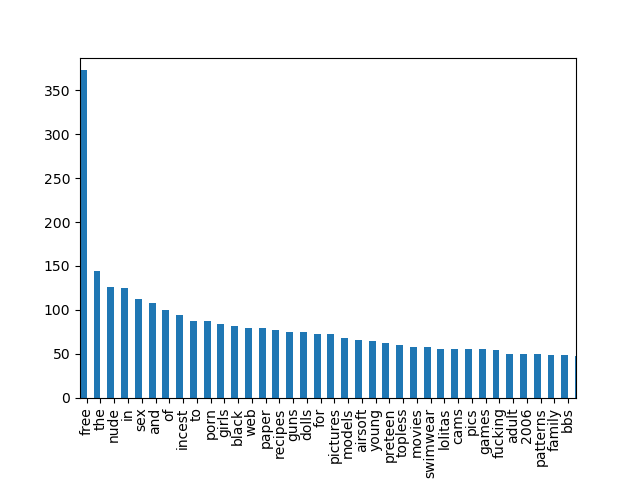 350
300
250
200
150
100
50
0
free
the
nude
in
sex
and
of
incest
to
porn
girls
black
web
paper
recipes
guns
dolls
for
pictures
models
airsoft
young
preteen
topless
movies
swimwear
lolitas
cams
pics
games
fucking
adult
2006
patterns
family
bbs